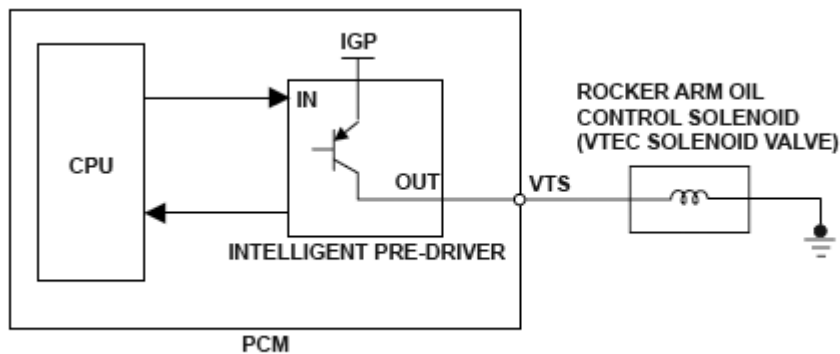 IGP
IN
CPU
OUT
INTELLIGENT PRE-DRIVER
PCM
VTS
ROCKER ARM OIL
CONTROL SOLENOID
(VTEC SOLENOID VALVE)